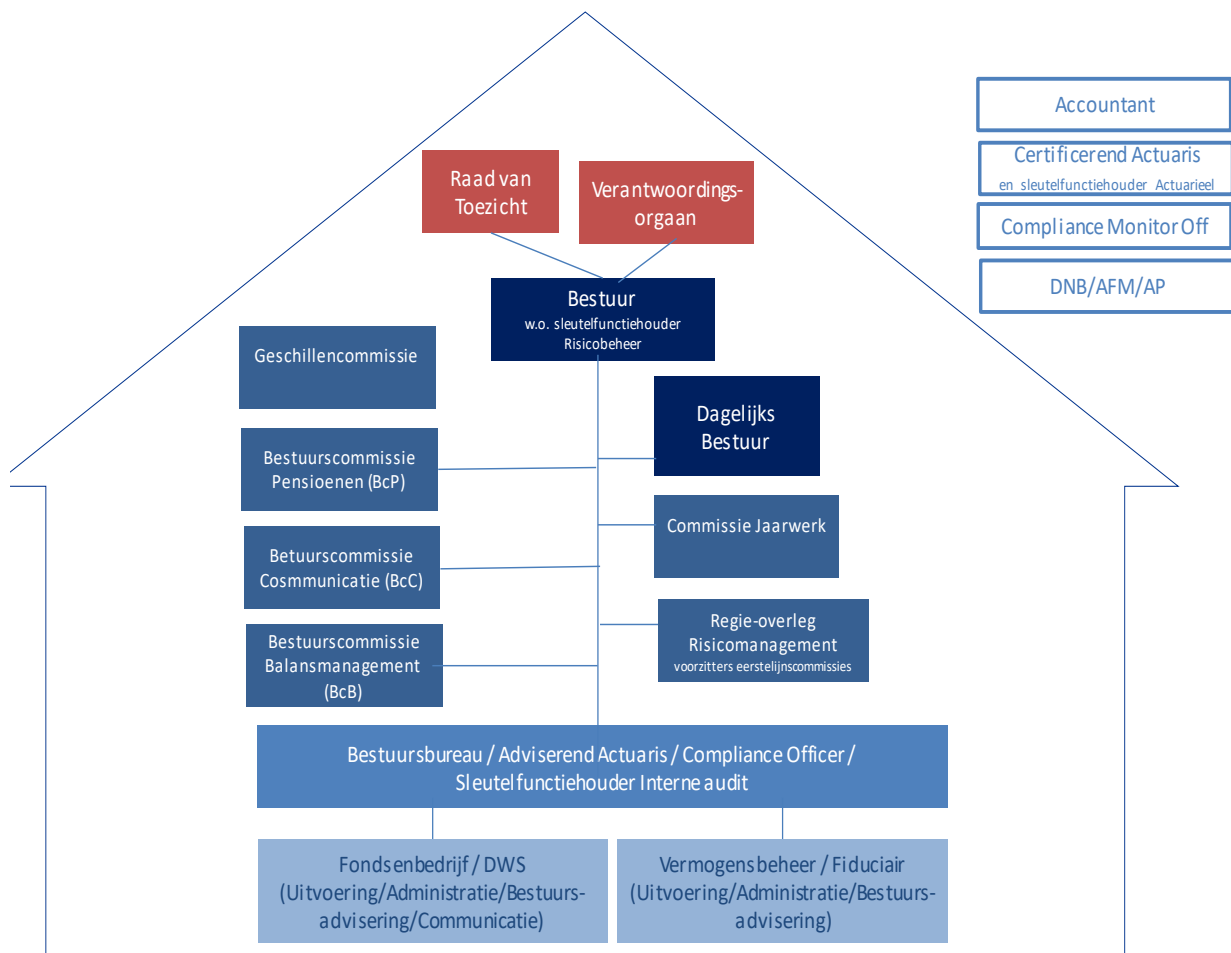 Accountant
Certificerend Actuaris
en sleutelfunctiehouder Actuarieel
Compliance Monitor Off
DNB/AFM/AP
Raad van
Toezicht
Verantwoordings-
orgaan
Bestuur
w.o. sleutelfunctiehouder
Risicobeheer
Geschillencommissie
Dagelijks
Bestuur
Bestuurscommissie
Pensioenen (BcP)
Commissie Jaarwerk
Betuurscommissie
Cosmmunicatie (BcC)
Regie-overleg
Risicomanagement
voorzitters eerstelijnscommissies
Bestuurscommissie
Balansmanagement
(BcB)
Bestuursbureau / Adviserend Actuaris / Compliance Officer /
Sleutelfunctiehouder Interne audit
Fondsenbedrijf / DWS
(Uitvoering/Administratie/Bestuurs-
advisering/Communicatie)
Vermogensbeheer / Fiduciair
(Uitvoering/Administratie/Bestuurs-
advisering)